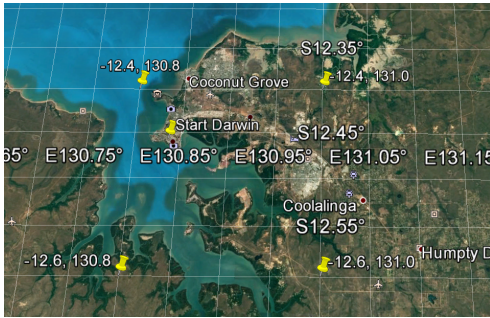 S12.35°
-12.4, 130.8
-12.4, 131.0
Coconut Grove
Start Darwin
S12.45°
65° E130.75° E130.85° E130.95° E131.05° E131.15
Coolalinga
S12.55°
Humpty D
-12.6, 130.8
-12.6, 131.0